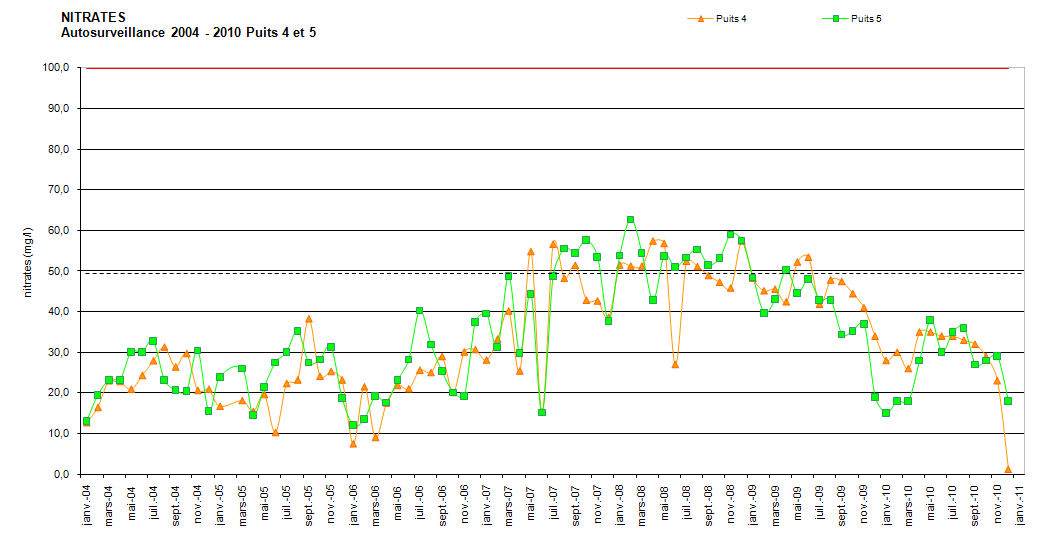 NITRATES
Autosurveillance 2004 - 2010 Puits 4 et 5
Puits 4
Puits 5
nitrates (mg/l)
100,0
90,0
80,0
70,0
60,0
50,0
40,0
30,0
20,0
10,0
0,0
janv.-04
mars-04
mai-04
juil.-04
sept.-04
nov.-04
janv.-05
mars-05
mai-05
juil.-05
sept.-05
nov.-05
janv.-06
mars-06
mai-06
juil.-06
sept.-06
nov.-06
janv.-07
mars-07
mai-07
juil.-07
sept.-07
nov.-07
janv.-08
mars-08
mai-08
juil.-08
sept.-08
nov.-08
janv.-09
mars-09
mai-09
juil.-09
sept.-09
nov.-09
janv.-10
mars-10
mai-10
juil.-10
sept.-10
nov.-10
janv.-11